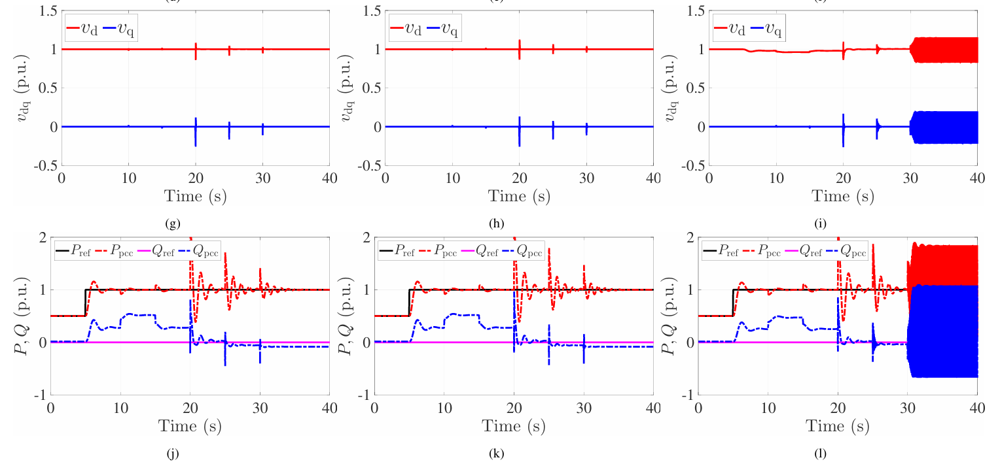 1.5
1
0.5
0
-0.5
v_dq (p.u.)
v_d v_q
0 10 20 30 40
Time (s)
(g)
1.5
1
0.5
0
-0.5
v_dq (p.u.)
v_d v_q
0 10 20 30 40
Time (s)
(h)
1.5
1
0.5
0
-0.5
v_dq (p.u.)
v_d v_q
0 10 20 30 40
Time (s)
(i)
2
1
0
-1
P, Q (p.u.)
P_ref P_pcc Q_ref Q_pcc
0 10 20 30 40
Time (s)
(j)
2
1
0
-1
P, Q (p.u.)
P_ref P_pcc Q_ref Q_pcc
0 10 20 30 40
Time (s)
(k)
2
1
0
-1
P, Q (p.u.)
P_ref P_pcc Q_ref Q_pcc
0 10 20 30 40
Time (s)
(l)